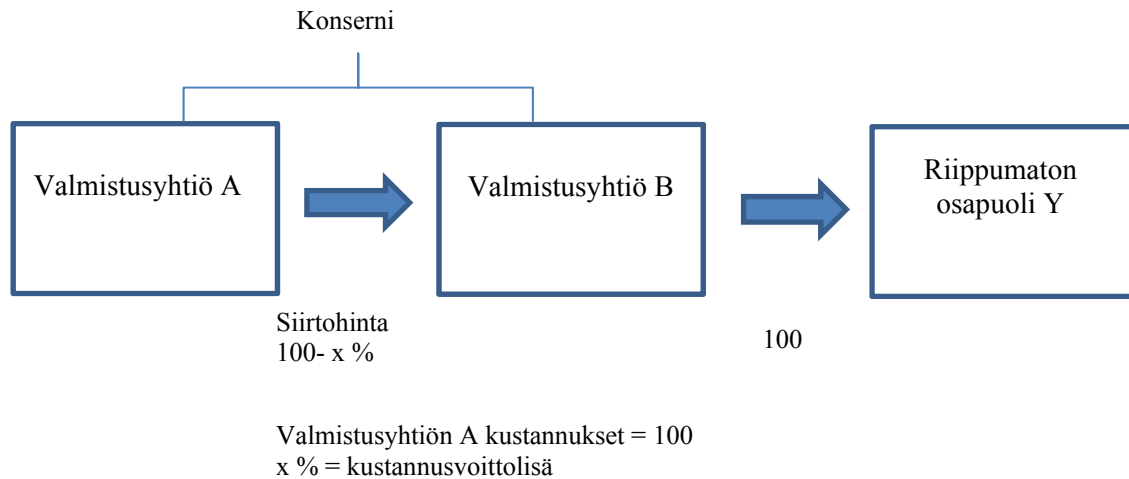 Konserni
Valmistusyhtiö A
Valmistusyhtiö B
Riippumaton
osapuoli Y
Siirtohinta
100- x %
100
Valmistusyhtiön A kustannukset = 100
x % = kustannusvoittolisä